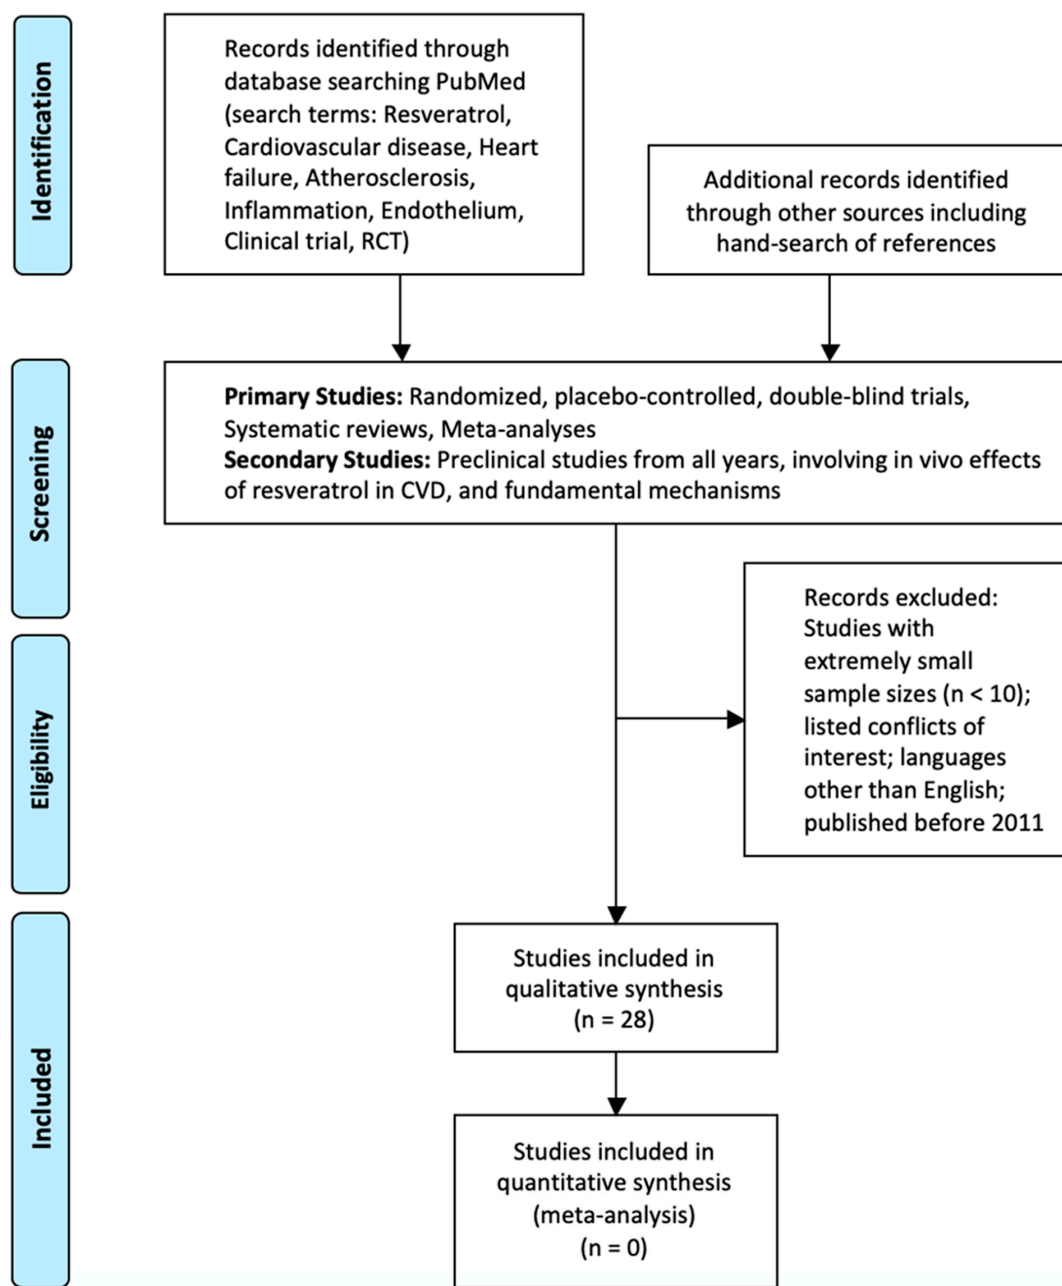 Identification
Records identified through
database searching PubMed
(search terms: Resveratrol,
Cardiovascular disease, Heart
failure, Atherosclerosis,
Inflammation, Endothelium,
Clinical trial, RCT)
Additional records identified
through other sources including
hand-search of references
Screening
Primary Studies: Randomized, placebo-controlled, double-blind trials,
Systematic reviews, Meta-analyses
Secondary Studies: Preclinical studies from all years, involving in vivo effects
of resveratrol in CVD, and fundamental mechanisms
Eligibility
Records excluded:
Studies with
extremely small
sample sizes (n < 10);
listed conflicts of
interest; languages
other than English;
published before 2011
Included
Studies included in
qualitative synthesis
(n = 28)
Studies included in
quantitative synthesis
(meta-analysis)
(n = 0)